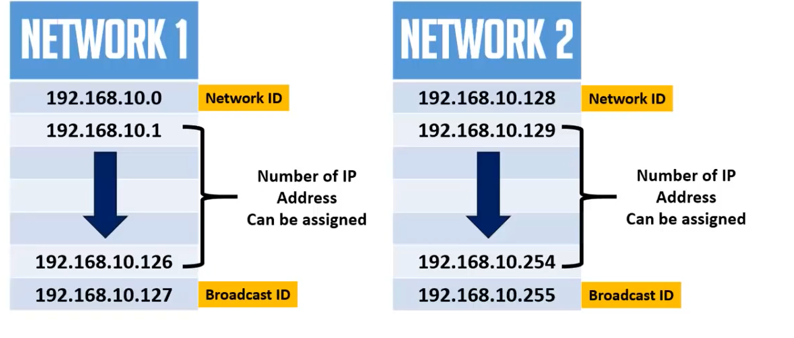 NETWORK 1
192.168.10.0
Network ID
192.168.10.1
Number of IP
Address
Can be assigned
192.168.10.126
192.168.10.127
Broadcast ID
NETWORK 2
192.168.10.128
Network ID
192.168.10.129
Number of IP
Address
Can be assigned
192.168.10.254
192.168.10.255
Broadcast ID